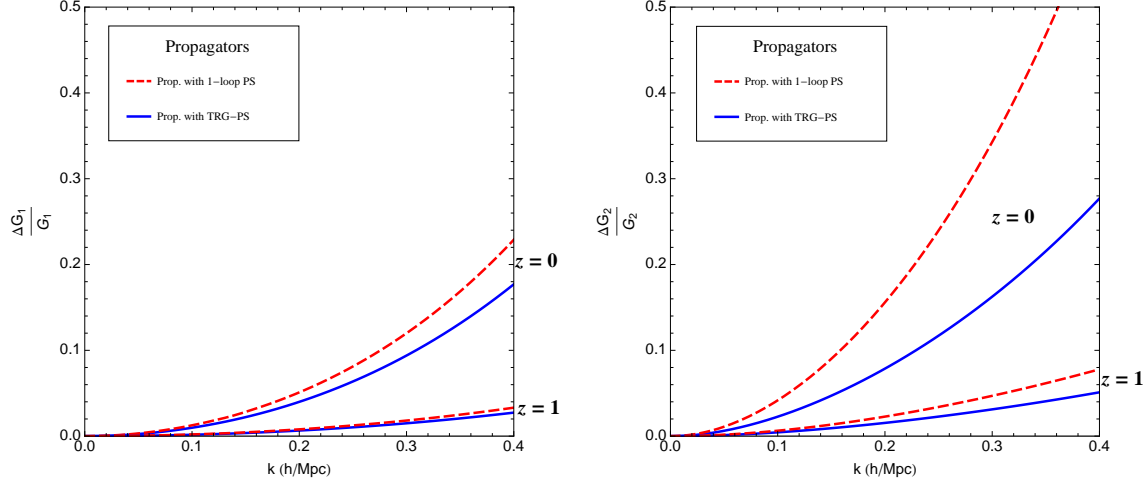 0.5
0.4
0.3
0.2
0.1
0.0
ΔG₁
G₁
Propagators
Prop. with 1−loop PS
Prop. with TRG−PS
z = 0
z = 1
0.0 0.1 0.2 0.3 0.4
k (h/Mpc)
0.5
0.4
0.3
0.2
0.1
0.0
ΔG₂
G₂
Propagators
Prop. with 1−loop PS
Prop. with TRG−PS
z = 0
z = 1
0.0 0.1 0.2 0.3 0.4
k (h/Mpc)